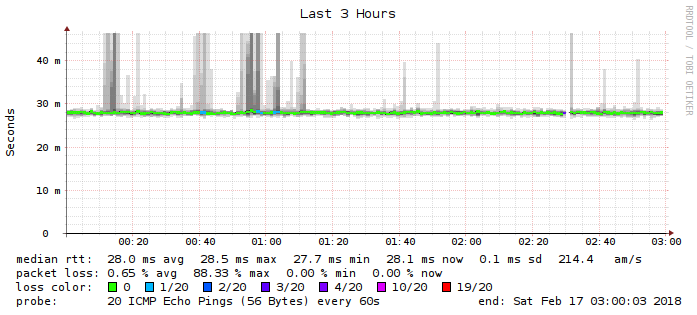 Last 3 Hours
RRDTOOL / TOBI OETIKER
Seconds
40 m
30 m
20 m
10 m
0
00:20 00:40 01:00 01:20 01:40 02:00 02:20 02:40 03:00
median rtt: 28.0 ms avg 28.5 ms max 27.7 ms min 28.1 ms now 0.1 ms sd 214.4 am/s
packet loss: 0.65 % avg 88.33 % max 0.00 % min 0.00 % now
loss color: 0 1/20 2/20 3/20 4/20 10/20 19/20
probe: 20 ICMP Echo Pings (56 Bytes) every 60s end: Sat Feb 17 03:00:03 2018